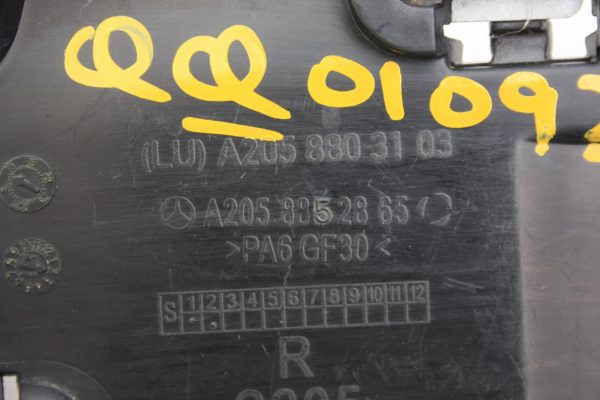 QQ 01092
(LU) A205 880 31 03
A205 885 28 65
>PA6 GF30<
S 1 2 3 4 5 6 7 8 9 10 11 12
R